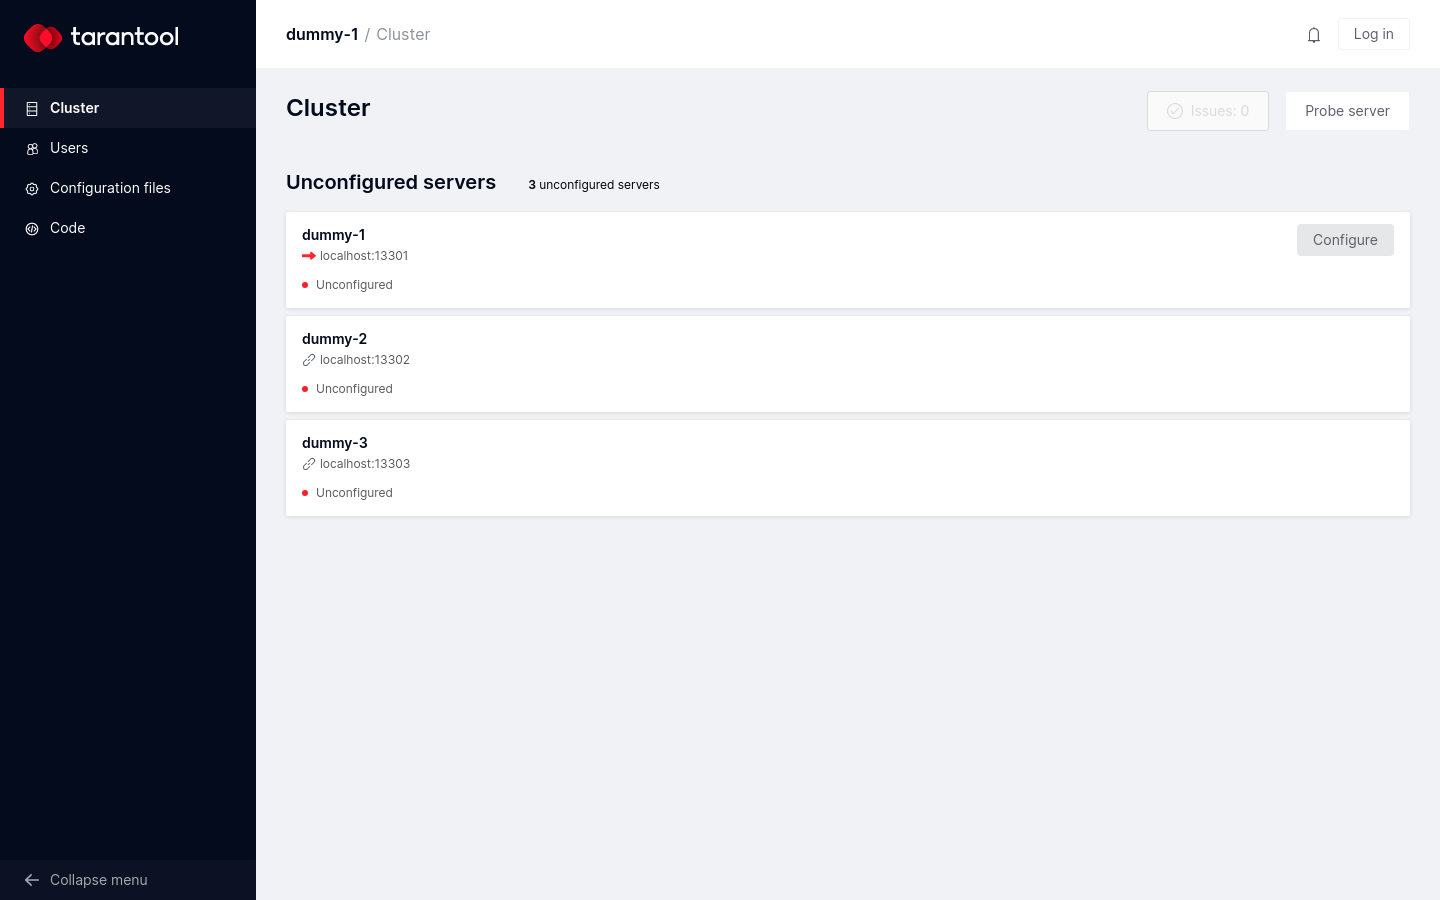 tarantool
dummy-1 / Cluster
Log in
Cluster
Users
Configuration files
Code
Collapse menu
Cluster
Issues: 0
Probe server
Unconfigured servers
3 unconfigured servers
dummy-1
localhost:13301
Unconfigured
Configure
dummy-2
localhost:13302
Unconfigured
dummy-3
localhost:13303
Unconfigured